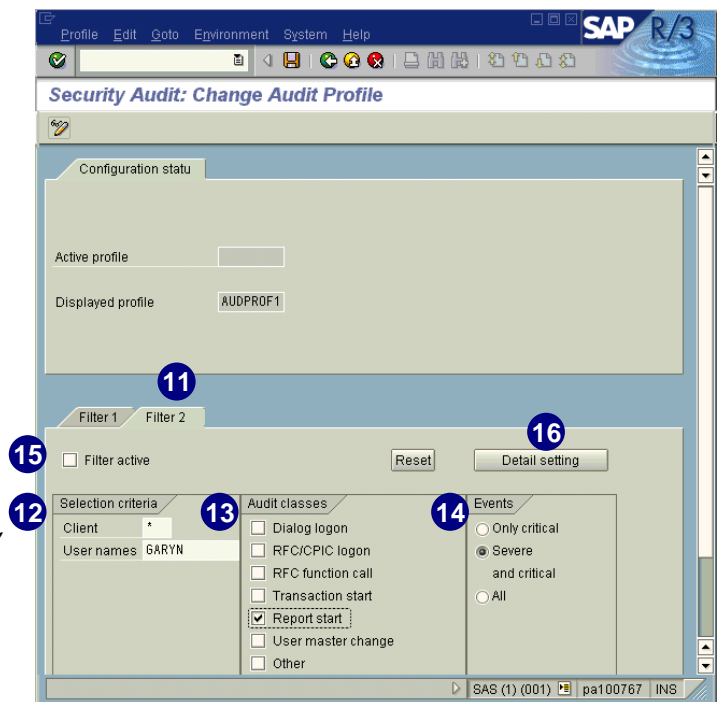 Profile Edit Goto Environment System Help
SAP R/3
Security Audit: Change Audit Profile
Configuration statu
Active profile
Displayed profile AUDPROF1
11
Filter 1 Filter 2
15 Filter active Reset 16 Detail setting
12 Selection criteria
Client *
User names GARYN
13 Audit classes
Dialog logon
RFC/CPIC logon
RFC function call
Transaction start
Report start
User master change
Other
14 Events
Only critical
Severe
and critical
All
SAS (1) (001) pa100767 INS